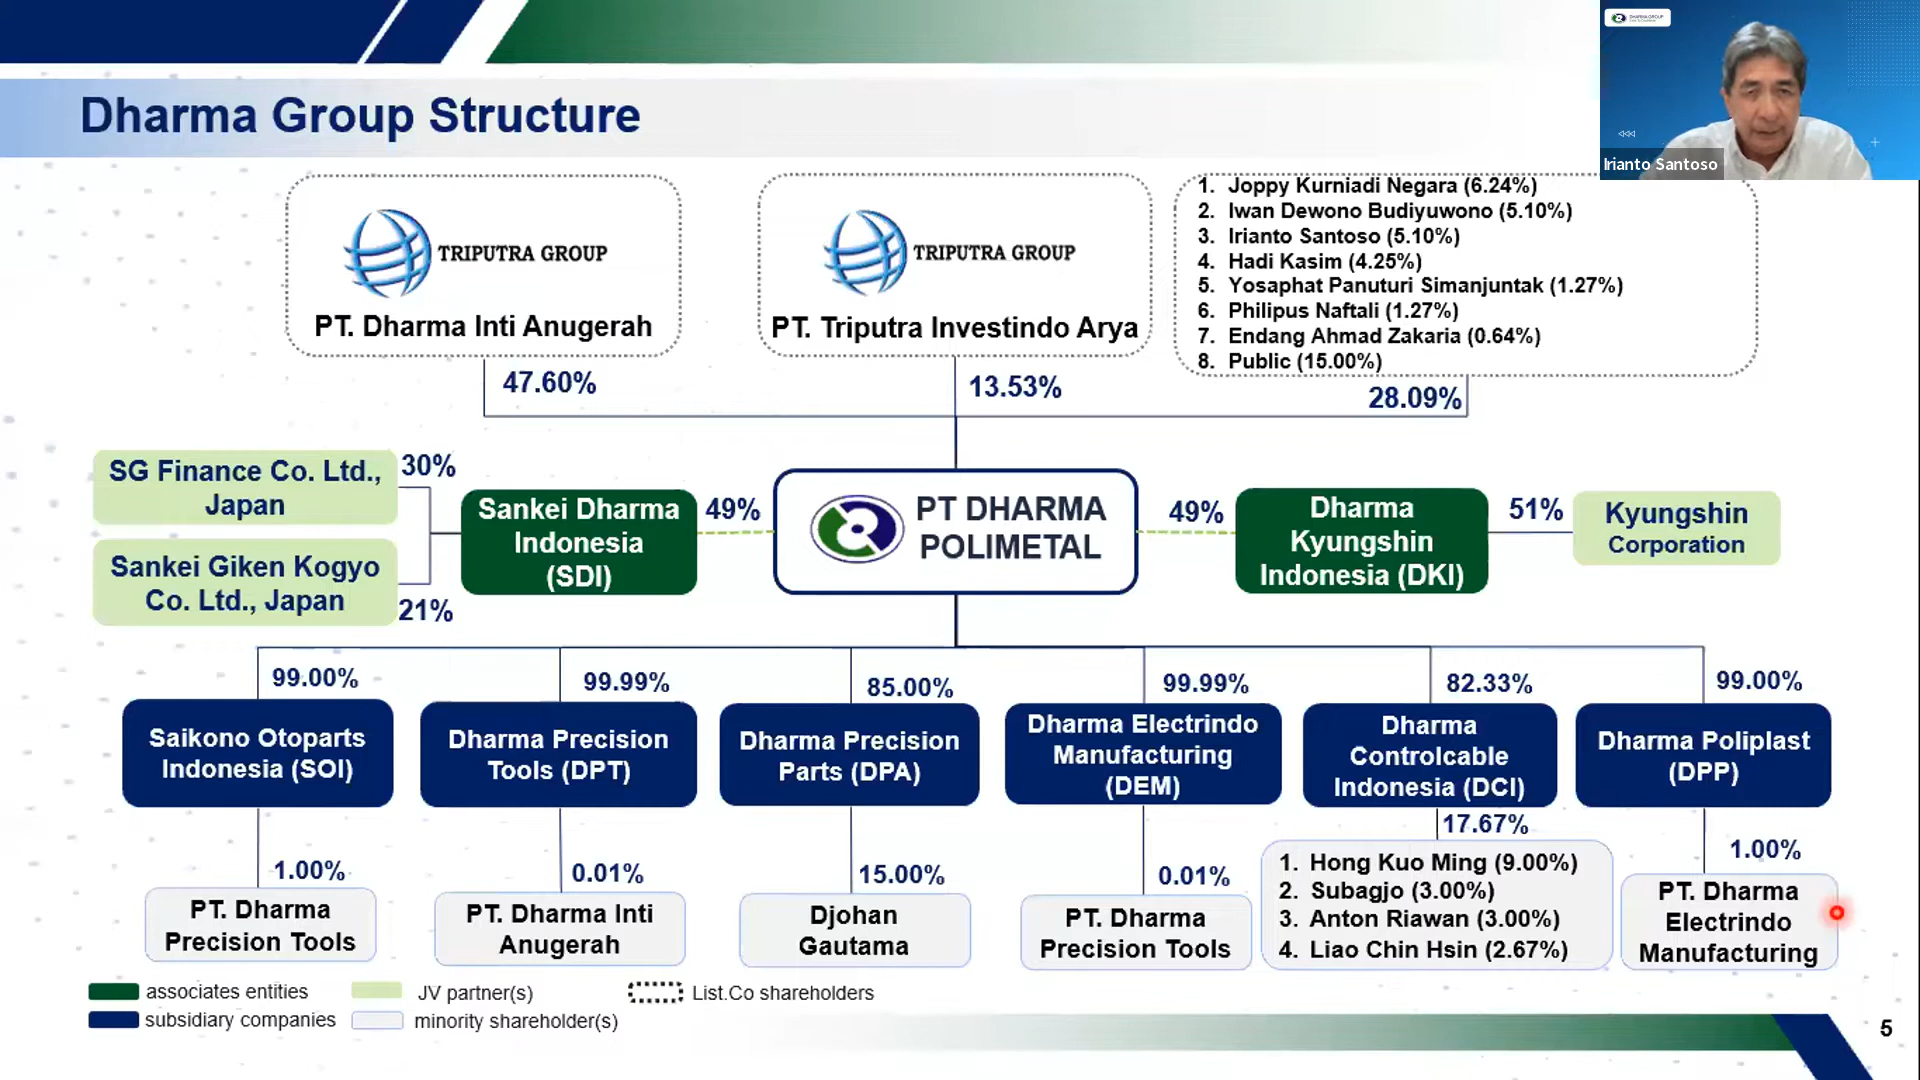 DHARMA GROUP
Irianto Santoso
Dharma Group Structure
TRIPUTRA GROUP
PT. Dharma Inti Anugerah
TRIPUTRA GROUP
PT. Triputra Investindo Arya
1. Joppy Kurniadi Negara (6.24%)
2. Iwan Dewono Budiyuwono (5.10%)
3. Irianto Santoso (5.10%)
4. Hadi Kasim (4.25%)
5. Yosaphat Panuturi Simanjuntak (1.27%)
6. Philipus Naftali (1.27%)
7. Endang Ahmad Zakaria (0.64%)
8. Public (15.00%)
47.60%
13.53%
28.09%
SG Finance Co. Ltd.,
Japan
30%
Sankei Giken Kogyo
Co. Ltd., Japan
21%
Sankei Dharma
Indonesia
(SDI)
49%
PT DHARMA
POLIMETAL
49%
Dharma
Kyungshin
Indonesia (DKI)
51%
Kyungshin
Corporation
99.00%
99.99%
85.00%
99.99%
82.33%
99.00%
Saikono Otoparts
Indonesia (SOI)
Dharma Precision
Tools (DPT)
Dharma Precision
Parts (DPA)
Dharma Electrindo
Manufacturing
(DEM)
Dharma
Controlcable
Indonesia (DCI)
Dharma Poliplast
(DPP)
1.00%
0.01%
15.00%
0.01%
17.67%
1.00%
PT. Dharma
Precision Tools
PT. Dharma Inti
Anugerah
Djohan
Gautama
PT. Dharma
Precision Tools
1. Hong Kuo Ming (9.00%)
2. Subagjo (3.00%)
3. Anton Riawan (3.00%)
4. Liao Chin Hsin (2.67%)
PT. Dharma
Electrindo
Manufacturing
associates entities
JV partner(s)
List.Co shareholders
subsidiary companies
minority shareholder(s)
5